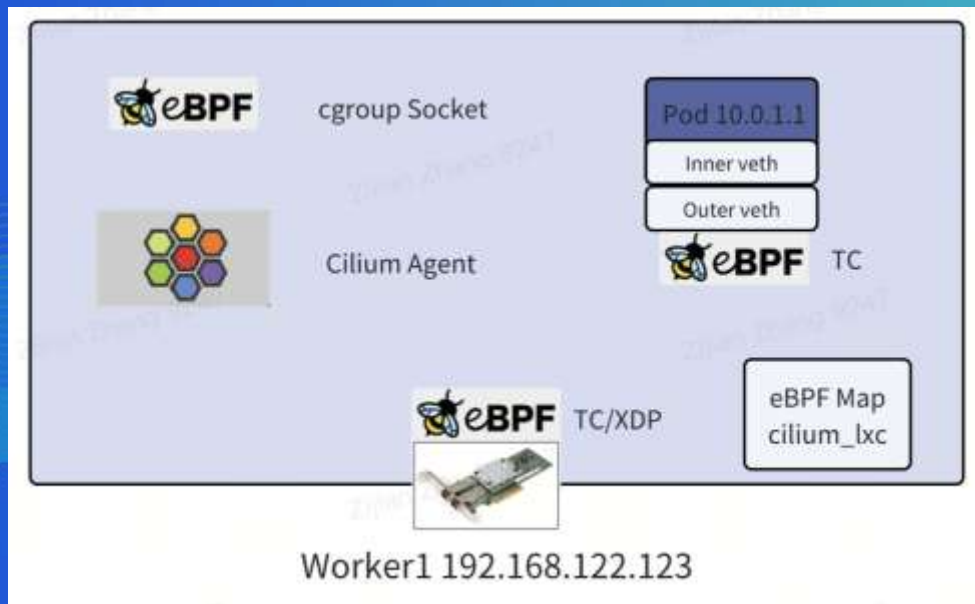 eBPF
cgroup Socket
Pod 10.0.1.1
Inner veth
Outer veth
Cilium Agent
eBPF
TC
eBPF
TC/XDP
eBPF Map
cilium_lxc
Worker1 192.168.122.123